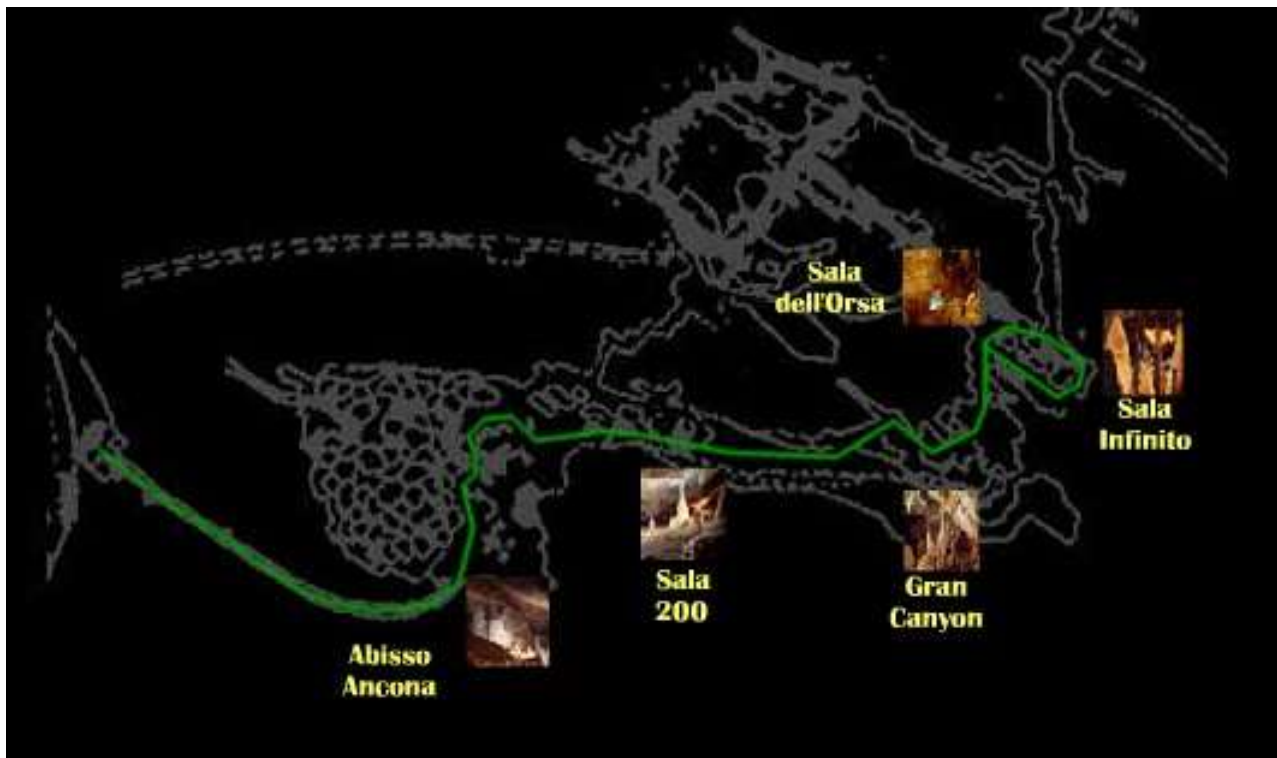 Sala
dell'Orsa
Sala
Infinito
Sala
200
Gran
Canyon
Abisso
Ancona